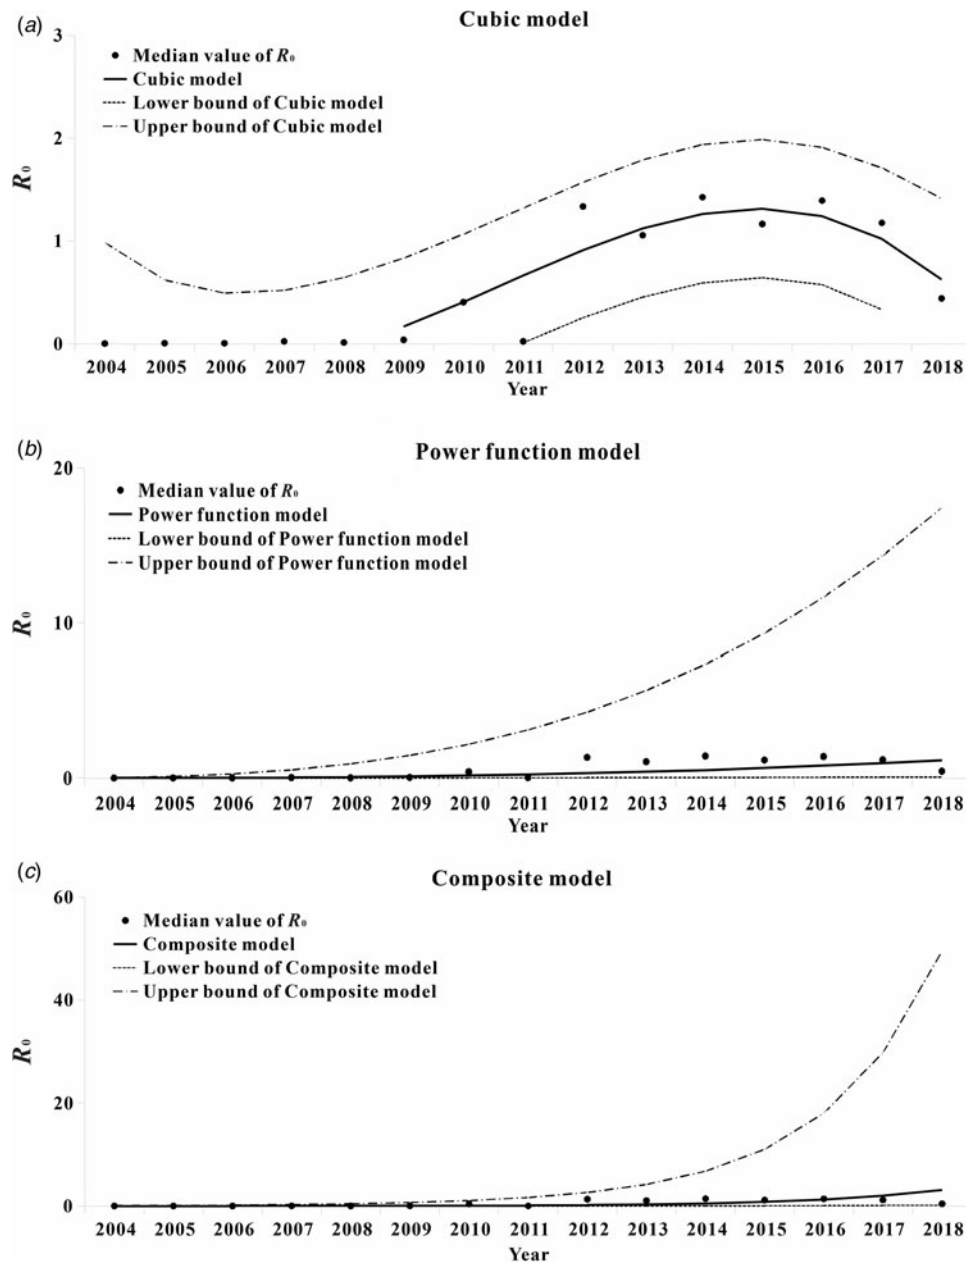 (a)
Cubic model
3
Median value of R₀
Cubic model
Lower bound of Cubic model
Upper bound of Cubic model
2
R₀
1
0
2004 2005 2006 2007 2008 2009 2010 2011 2012 2013 2014 2015 2016 2017 2018
Year
(b)
Power function model
20
Median value of R₀
Power function model
Lower bound of Power function model
Upper bound of Power function model
R₀
10
0
2004 2005 2006 2007 2008 2009 2010 2011 2012 2013 2014 2015 2016 2017 2018
Year
(c)
Composite model
60
Median value of R₀
Composite model
Lower bound of Composite model
Upper bound of Composite model
40
R₀
20
0
2004 2005 2006 2007 2008 2009 2010 2011 2012 2013 2014 2015 2016 2017 2018
Year